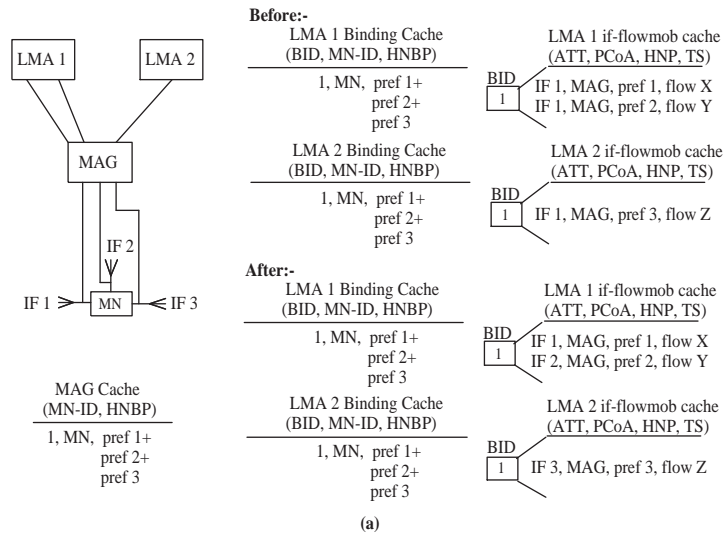 LMA 1
LMA 2
MAG
IF 2
IF 1
MN
IF 3
MAG Cache
(MN-ID, HNBP)
1, MN, pref 1+
pref 2+
pref 3
Before:-
LMA 1 Binding Cache
(BID, MN-ID, HNBP)
1, MN, pref 1+
pref 2+
pref 3
LMA 1 if-flowmob cache
(ATT, PCoA, HNP, TS)
BID
1
IF 1, MAG, pref 1, flow X
IF 1, MAG, pref 2, flow Y
LMA 2 Binding Cache
(BID, MN-ID, HNBP)
1, MN, pref 1+
pref 2+
pref 3
LMA 2 if-flowmob cache
(ATT, PCoA, HNP, TS)
BID
1
IF 1, MAG, pref 3, flow Z
After:-
LMA 1 Binding Cache
(BID, MN-ID, HNBP)
1, MN, pref 1+
pref 2+
pref 3
LMA 1 if-flowmob cache
(ATT, PCoA, HNP, TS)
BID
1
IF 1, MAG, pref 1, flow X
IF 2, MAG, pref 2, flow Y
LMA 2 Binding Cache
(BID, MN-ID, HNBP)
1, MN, pref 1+
pref 2+
pref 3
LMA 2 if-flowmob cache
(ATT, PCoA, HNP, TS)
BID
1
IF 3, MAG, pref 3, flow Z
(a)